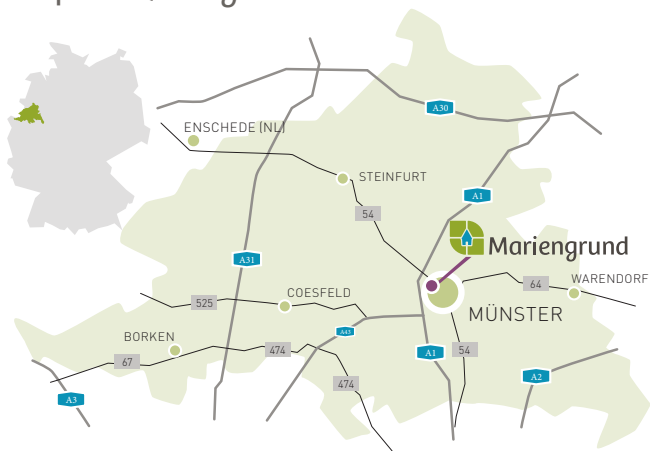 A30
ENSCHEDE (NL)
STEINFURT
A1
54
Mariengrund
A31
WARENDORF
64
COESFELD
525
MÜNSTER
A43
BORKEN
474
A1
54
67
A2
474
A3